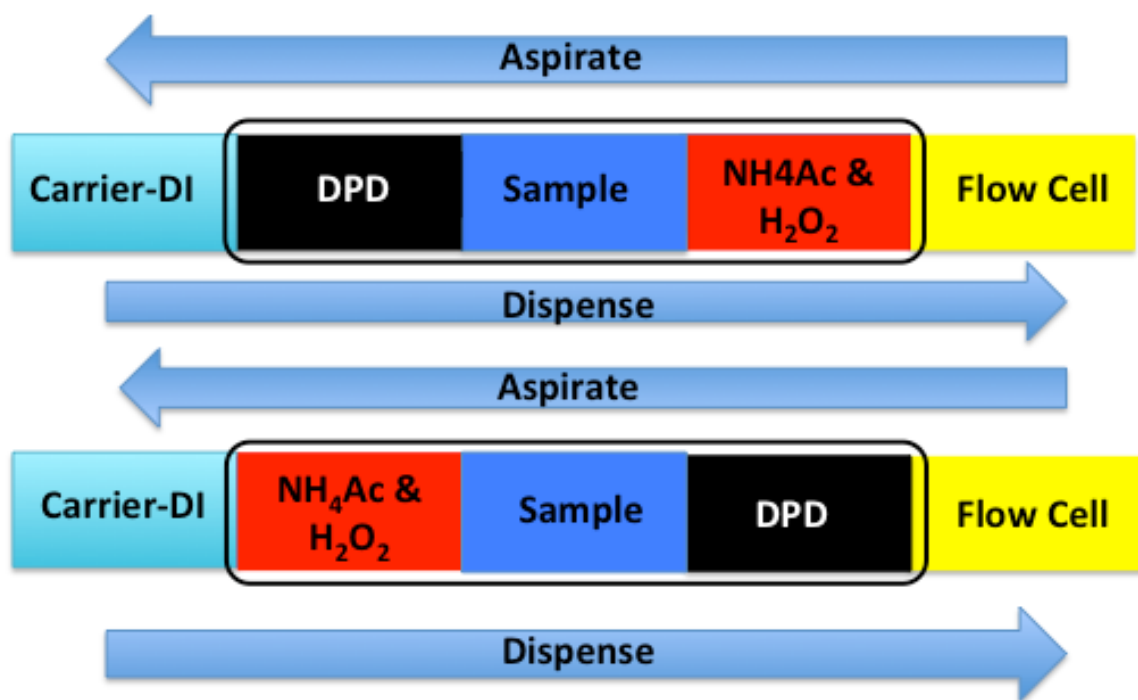 Aspirate
Carrier-DI DPD Sample NH4Ac & H₂O₂ Flow Cell
Dispense
Aspirate
Carrier-DI NH₄Ac & H₂O₂ Sample DPD Flow Cell
Dispense